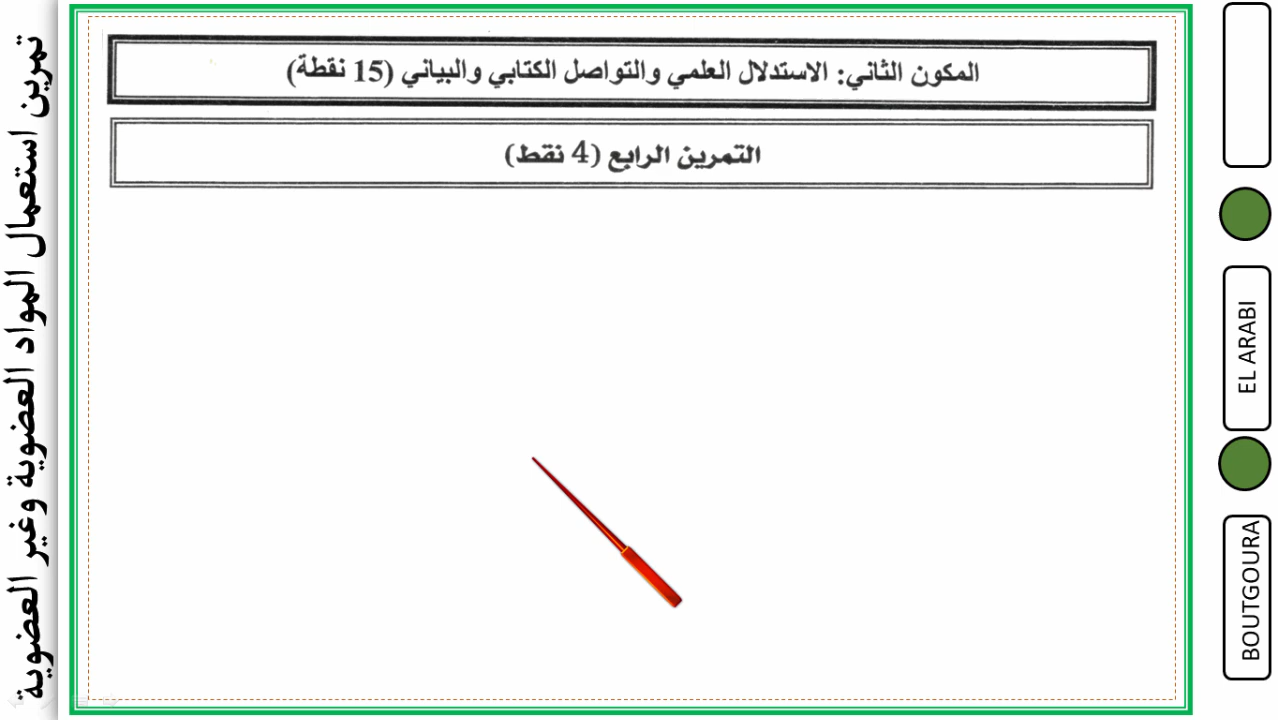 المكون الثاني: الاستدلال العلمي والتواصل الكتابي والبياني (15 نقطة)
التمرين الرابع (4 نقط)
تمرين استعمال المواد العضوية وغير العضوية
EL ARABI
BOUTGOURA